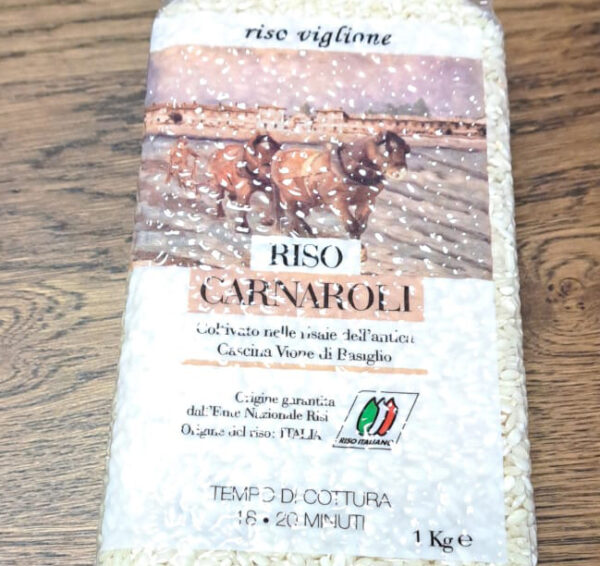 riso viglione
RISO
CARNAROLI
Coltivato nelle risaie dell'antica
Cascina Vione di Basiglio
Origine garantita
dall'Ente Nazionale Risi
Origine del riso: ITALIA
RISO ITALIANO
TEMPO DI COTTURA
18 • 20 MINUTI
1 Kg e